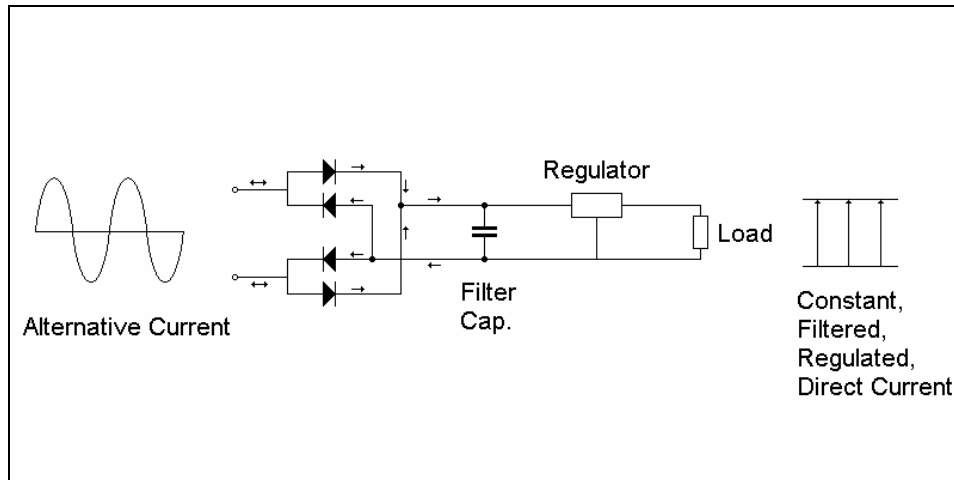 Alternative Current
Filter
Cap.
Regulator
Load
Constant,
Filtered,
Regulated,
Direct Current